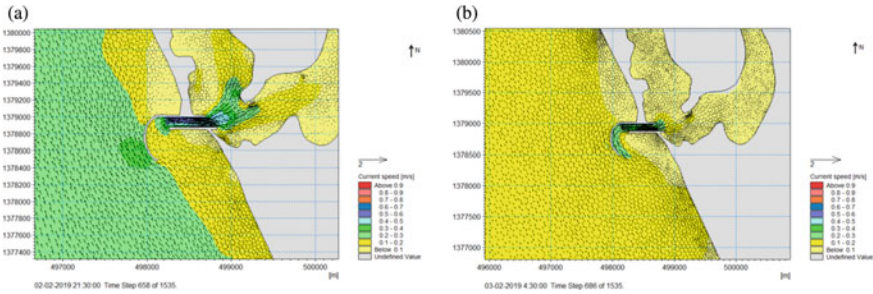 (a)
1380000
1379700
1379400
1379100
1378800
1378600
1378400
1378200
1378000
1377700
1377400
497000
498000
499000
500000
[m]
N
2
Current speed [m/s]
Above 0.9
0.8 - 0.9
0.7 - 0.8
0.6 - 0.7
0.5 - 0.6
0.4 - 0.5
0.3 - 0.4
0.2 - 0.3
0.1 - 0.2
Below 0.1
Undefined Value
02-02-2019 21:30:00 Time Step 658 of 1535.
(b)
1380500
1380000
1379500
1379000
1378500
1378000
1377500
1377000
496000
497000
498000
499000
500000
[m]
N
2
Current speed [m/s]
Above 0.9
0.8 - 0.9
0.7 - 0.8
0.6 - 0.7
0.5 - 0.6
0.4 - 0.5
0.3 - 0.4
0.2 - 0.3
0.1 - 0.2
Below 0.1
Undefined Value
03-02-2019 4:30:00 Time Step 686 of 1535.